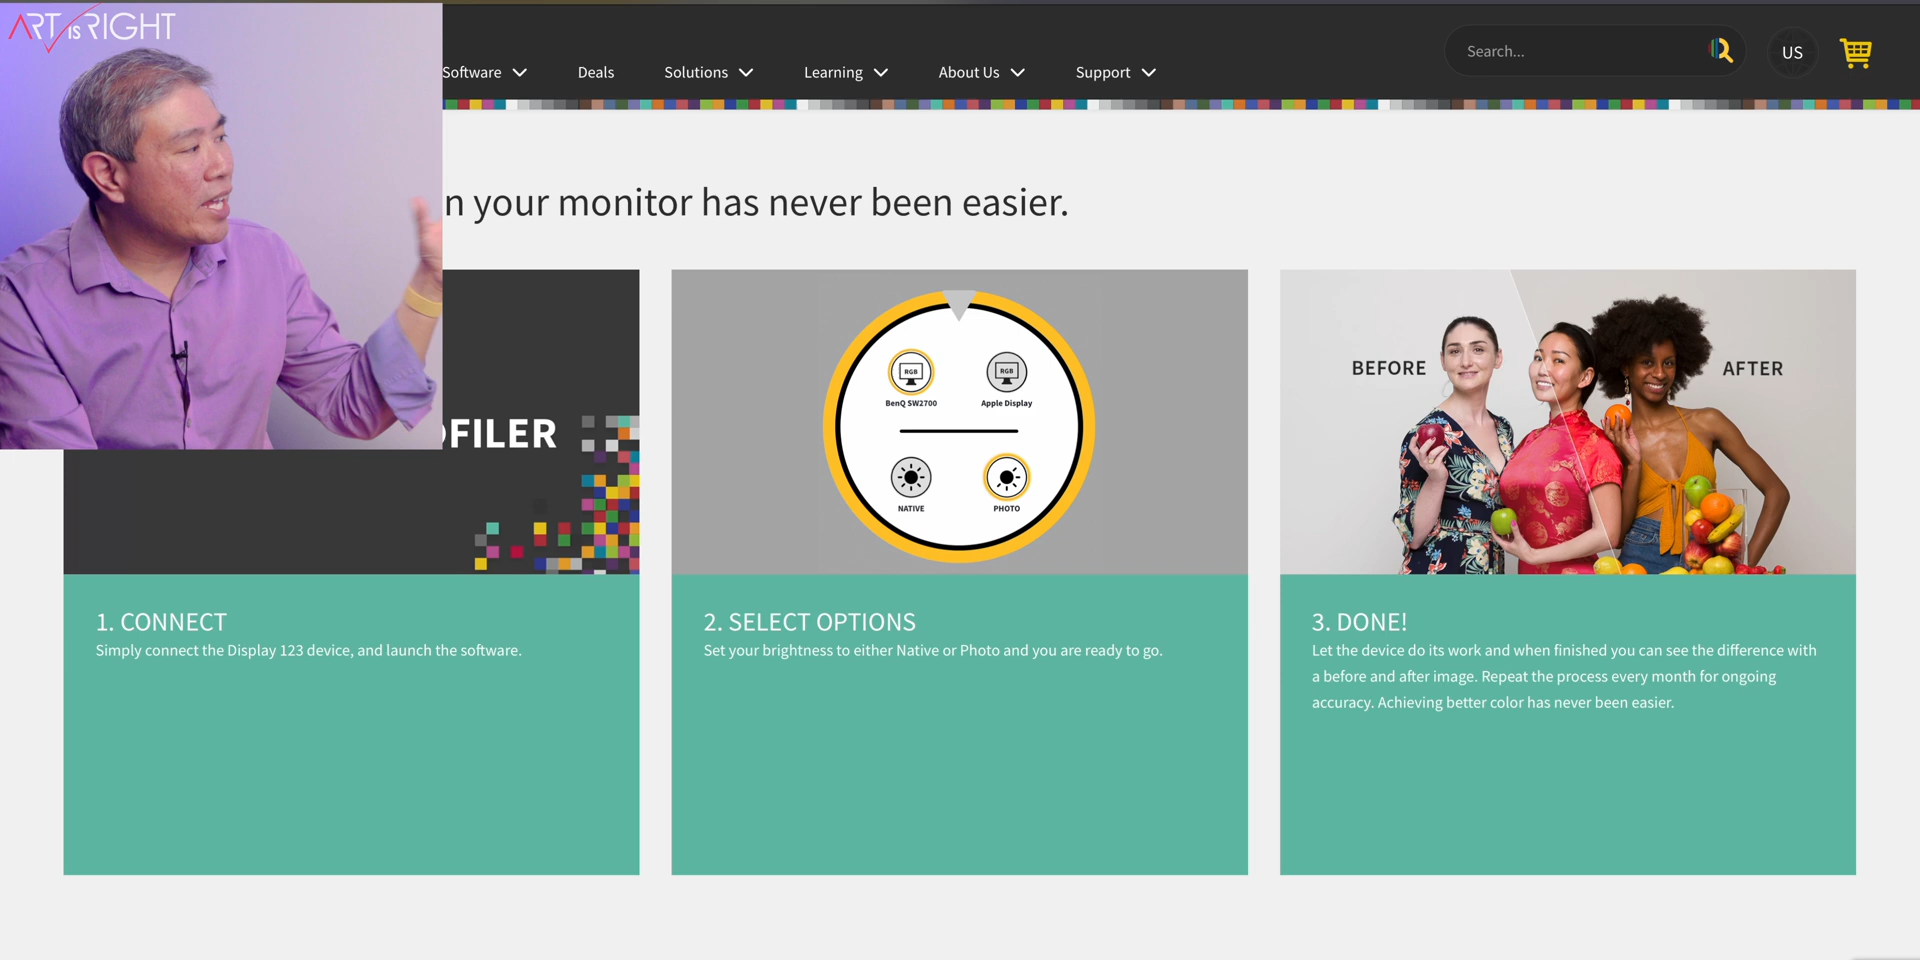 ART IS RIGHT
Software
Deals
Solutions
Learning
About Us
Support
Search...
US
n your monitor has never been easier.
FILER
RGB
RGB
BenQ SW2700
Apple Display
NATIVE
PHOTO
BEFORE
AFTER
1. CONNECT
Simply connect the Display 123 device, and launch the software.
2. SELECT OPTIONS
Set your brightness to either Native or Photo and you are ready to go.
3. DONE!
Let the device do its work and when finished you can see the difference with
a before and after image. Repeat the process every month for ongoing
accuracy. Achieving better color has never been easier.